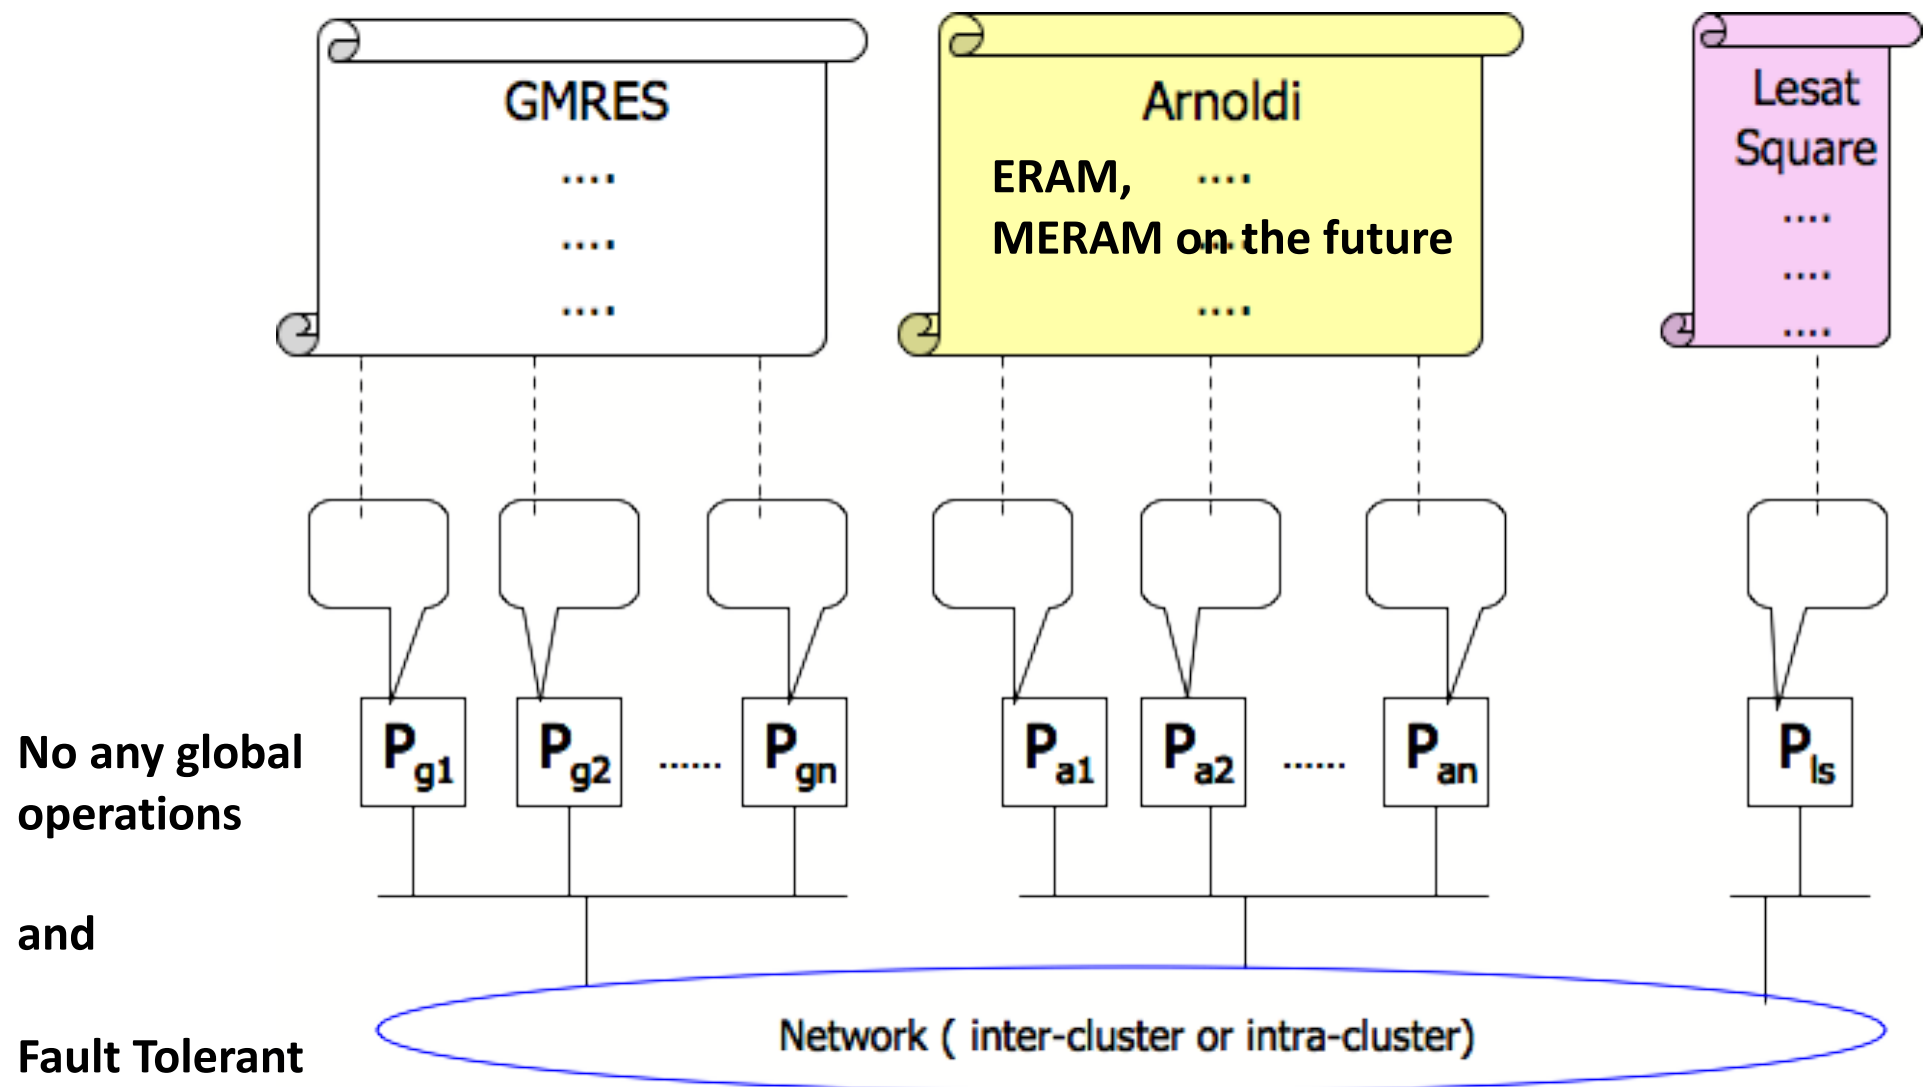 GMRES
....
....
....
Arnoldi
ERAM, ....
MERAM on the future
....
....
Lesat
Square
....
....
....
No any global
operations
and
Fault Tolerant
Pg1 Pg2 ...... Pgn Pa1 Pa2 ...... Pan Pls
Network ( inter-cluster or intra-cluster)